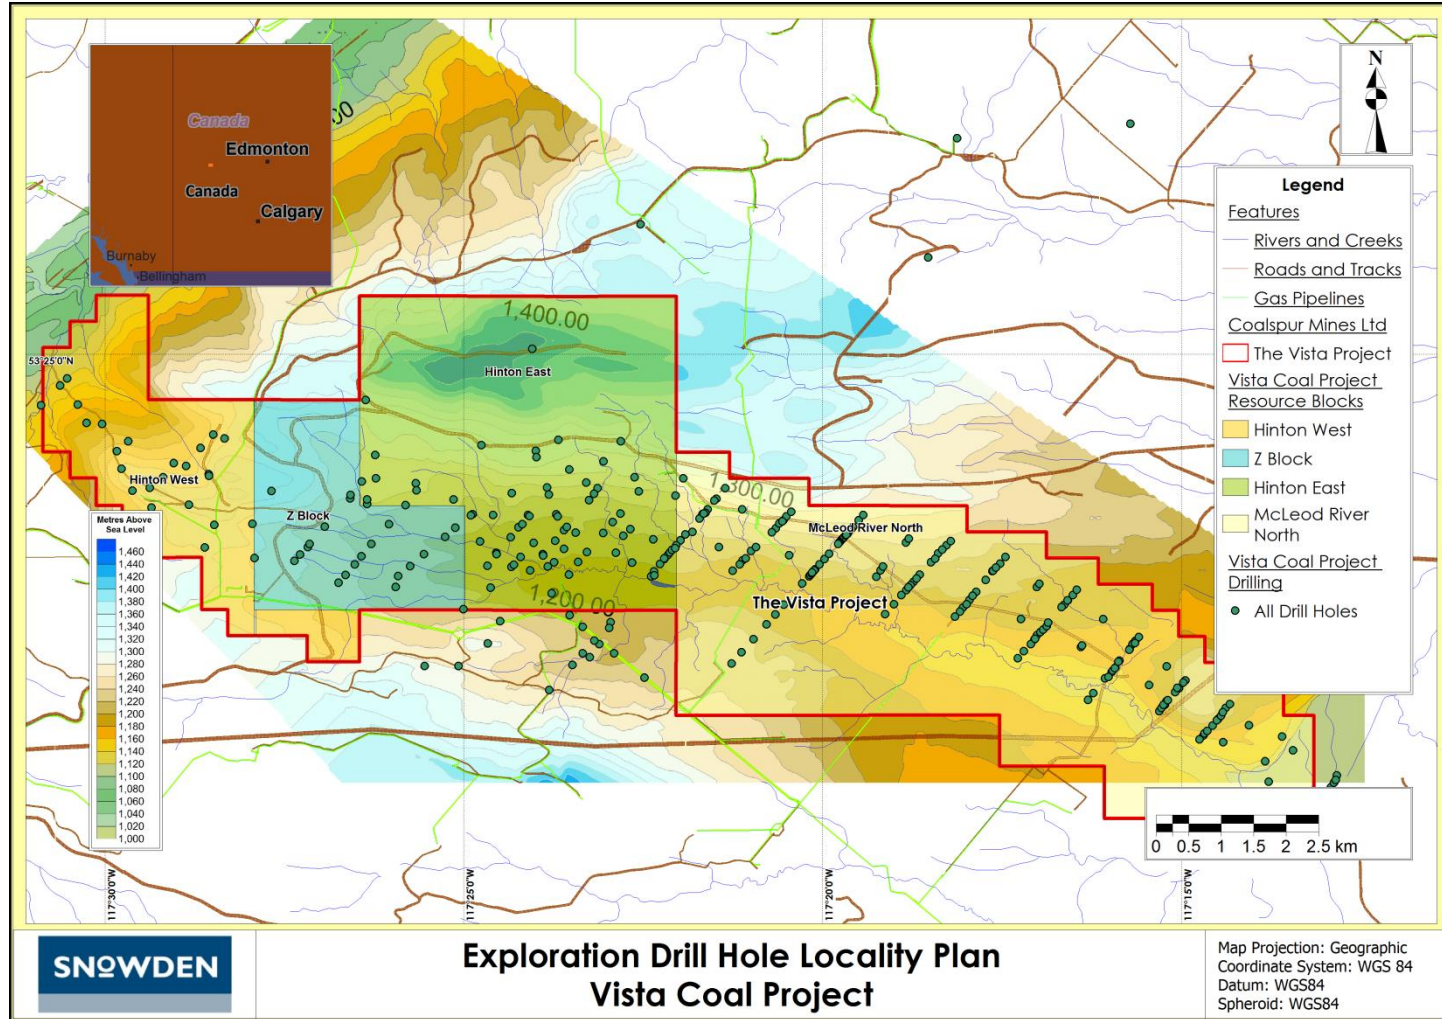 Canada
Edmonton
Canada
Calgary
Burnaby
Bellingham
N
Legend
Features
Rivers and Creeks
Roads and Tracks
Gas Pipelines
Coalspur Mines Ltd
The Vista Project
Vista Coal Project
Resource Blocks
Hinton West
Z Block
Hinton East
McLeod River
North
Vista Coal Project
Drilling
All Drill Holes
1,400.00
53°25'0"N
Hinton East
Hinton West
Z Block
1,300.00
McLeod River North
The Vista Project
1,200.00
Metres Above
Sea Level
1,460
1,440
1,420
1,400
1,380
1,360
1,340
1,320
1,300
1,280
1,260
1,240
1,220
1,200
1,180
1,160
1,140
1,120
1,100
1,080
1,060
1,040
1,020
1,000
0 0.5 1 1.5 2 2.5 km
117°30'0"W
117°25'0"W
117°20'0"W
117°15'0"W
SNOWDEN
Exploration Drill Hole Locality Plan
Vista Coal Project
Map Projection: Geographic
Coordinate System: WGS 84
Datum: WGS84
Spheroid: WGS84